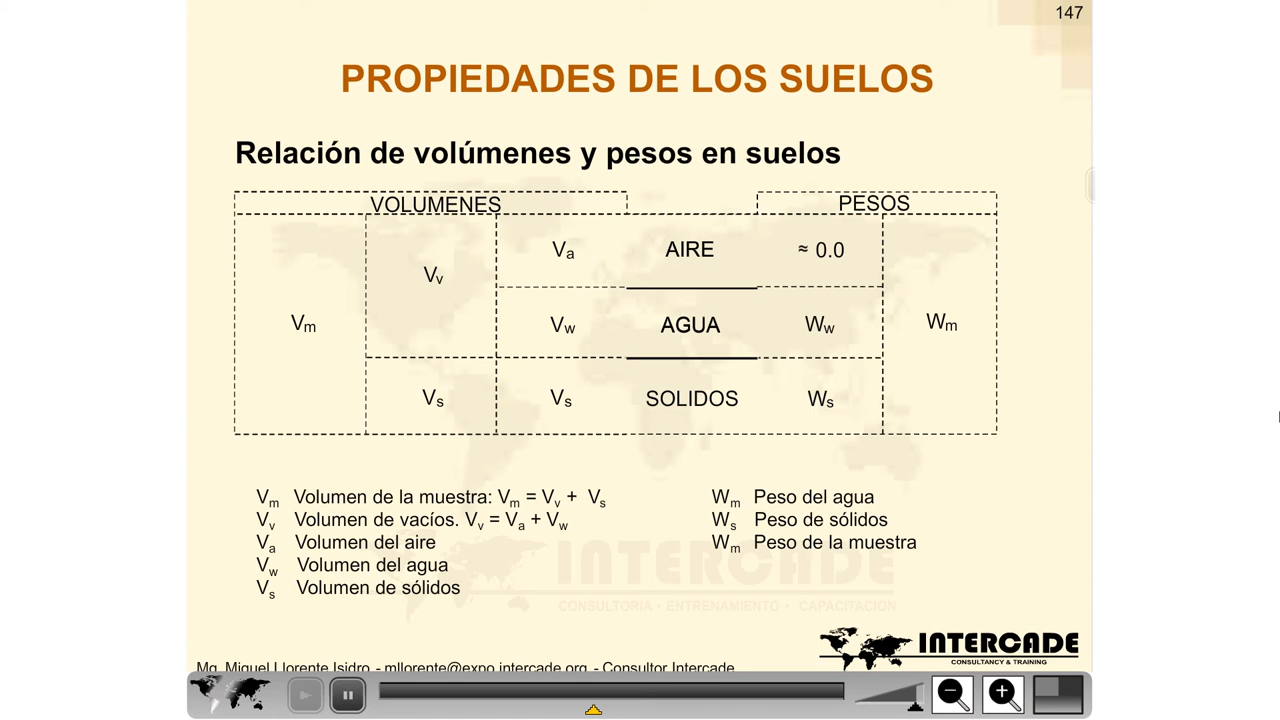 147
PROPIEDADES DE LOS SUELOS
Relación de volúmenes y pesos en suelos
VOLUMENES PESOS
Va AIRE ≈ 0.0
Vv
Vm Vw AGUA Ww Wm
Vs Vs SOLIDOS Ws
Vm Volumen de la muestra: Vm = Vv + Vs
Vv Volumen de vacíos. Vv = Va + Vw
Va Volumen del aire
Vw Volumen del agua
Vs Volumen de sólidos
Wm Peso del agua
Ws Peso de sólidos
Wm Peso de la muestra
INTERCADE
CONSULTORIA • ENTRENAMIENTO • CAPACITACION
INTERCADE
CONSULTANCY & TRAINING
Mg. Miguel Llorente Isidro - mllorente@expo.intercade.org - Consultor Intercade